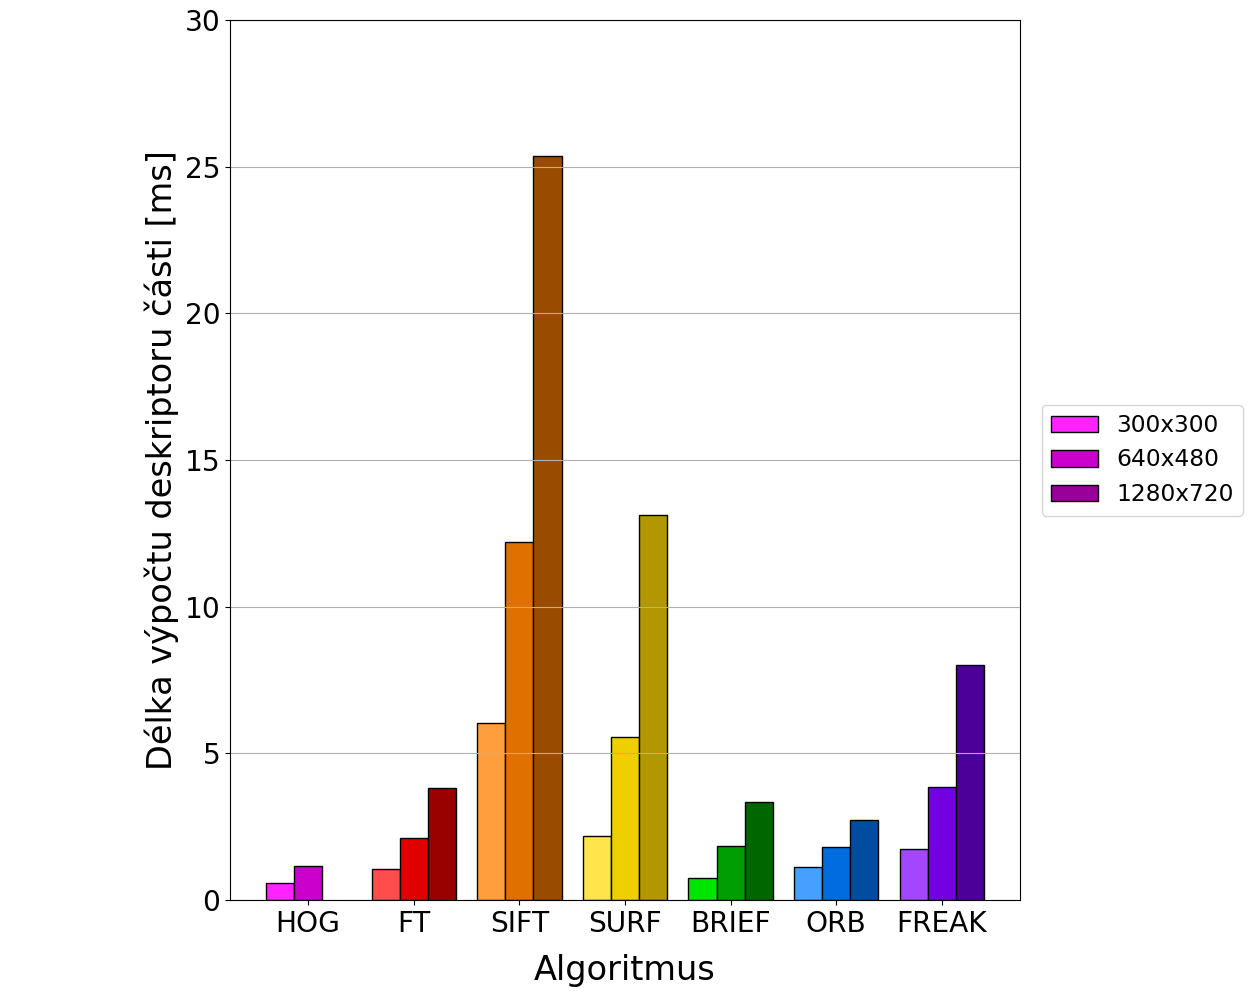 30
25
20
15
10
5
0
Délka výpočtu deskriptoru části [ms]
HOG FT SIFT SURF BRIEF ORB FREAK
Algoritmus
300x300
640x480
1280x720